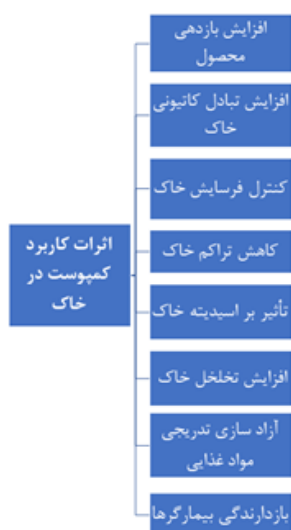 افزایش بازدهی
محصول
افزایش تبادل کاتیونی
خاک
کنترل فرسایش خاک
اثرات کاربرد
کمپوست در
خاک
کاهش تراکم خاک
تأثیر بر اسیدیته خاک
افزایش تخلخل خاک
آزاد سازی تدریجی
مواد غذایی
بازدارندگی بیمارگرها